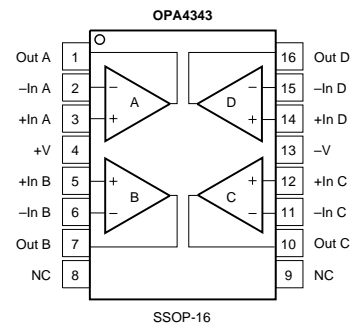 OPA4343
Out A 1 16 Out D
–In A 2 – – 15 –In D
A D
+In A 3 + + 14 +In D
+V 4 13 –V
+In B 5 + + 12 +In C
B C
–In B 6 – – 11 –In C
Out B 7 10 Out C
NC 8 9 NC
SSOP-16